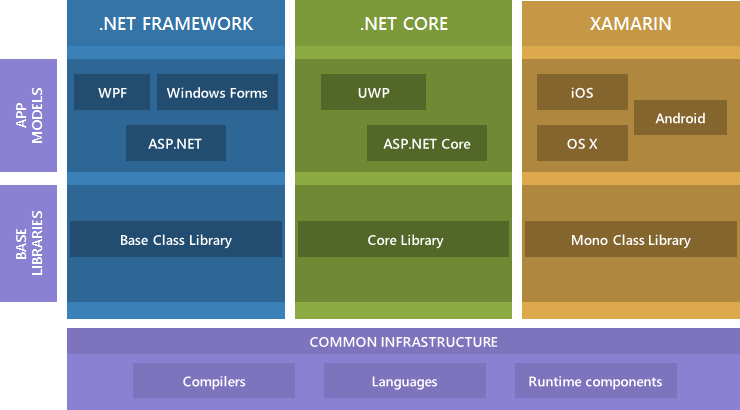 .NET FRAMEWORK
.NET CORE
XAMARIN
APP
MODELS
WPF
Windows Forms
ASP.NET
UWP
ASP.NET Core
iOS
Android
OS X
BASE
LIBRARIES
Base Class Library
Core Library
Mono Class Library
COMMON INFRASTRUCTURE
Compilers
Languages
Runtime components